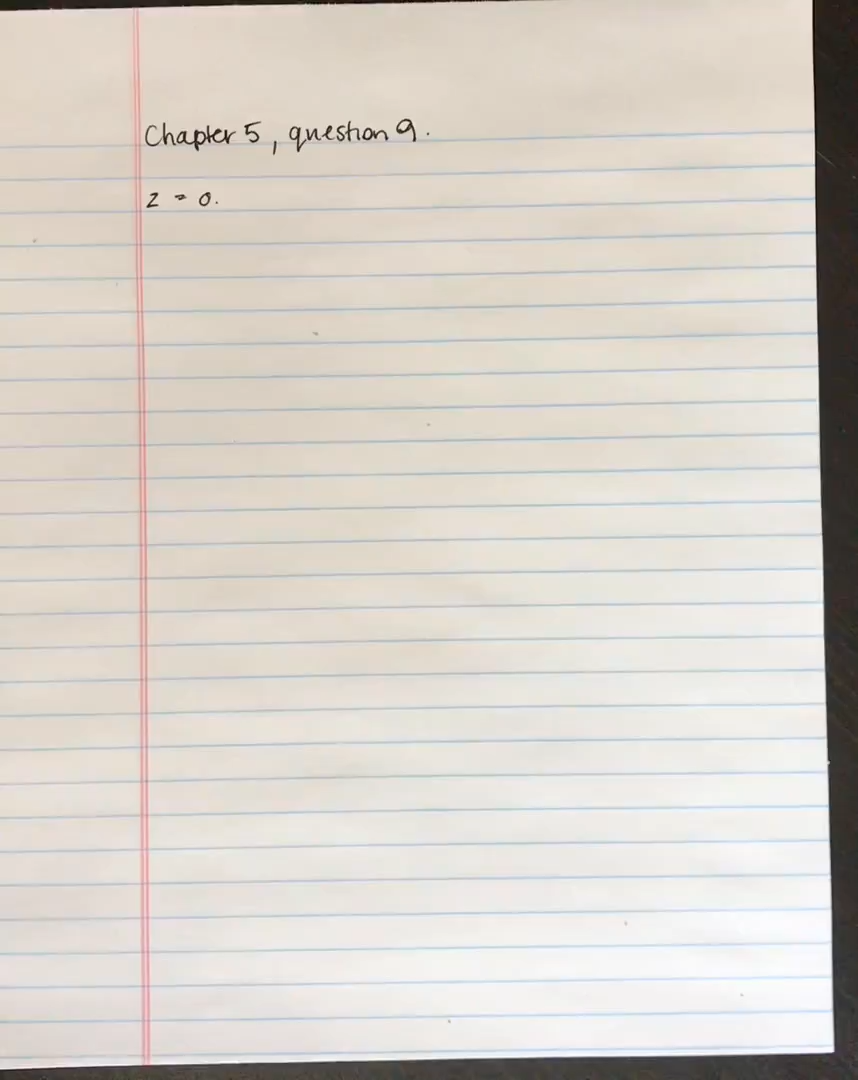 Chapter 5, question 9.
z = 0.